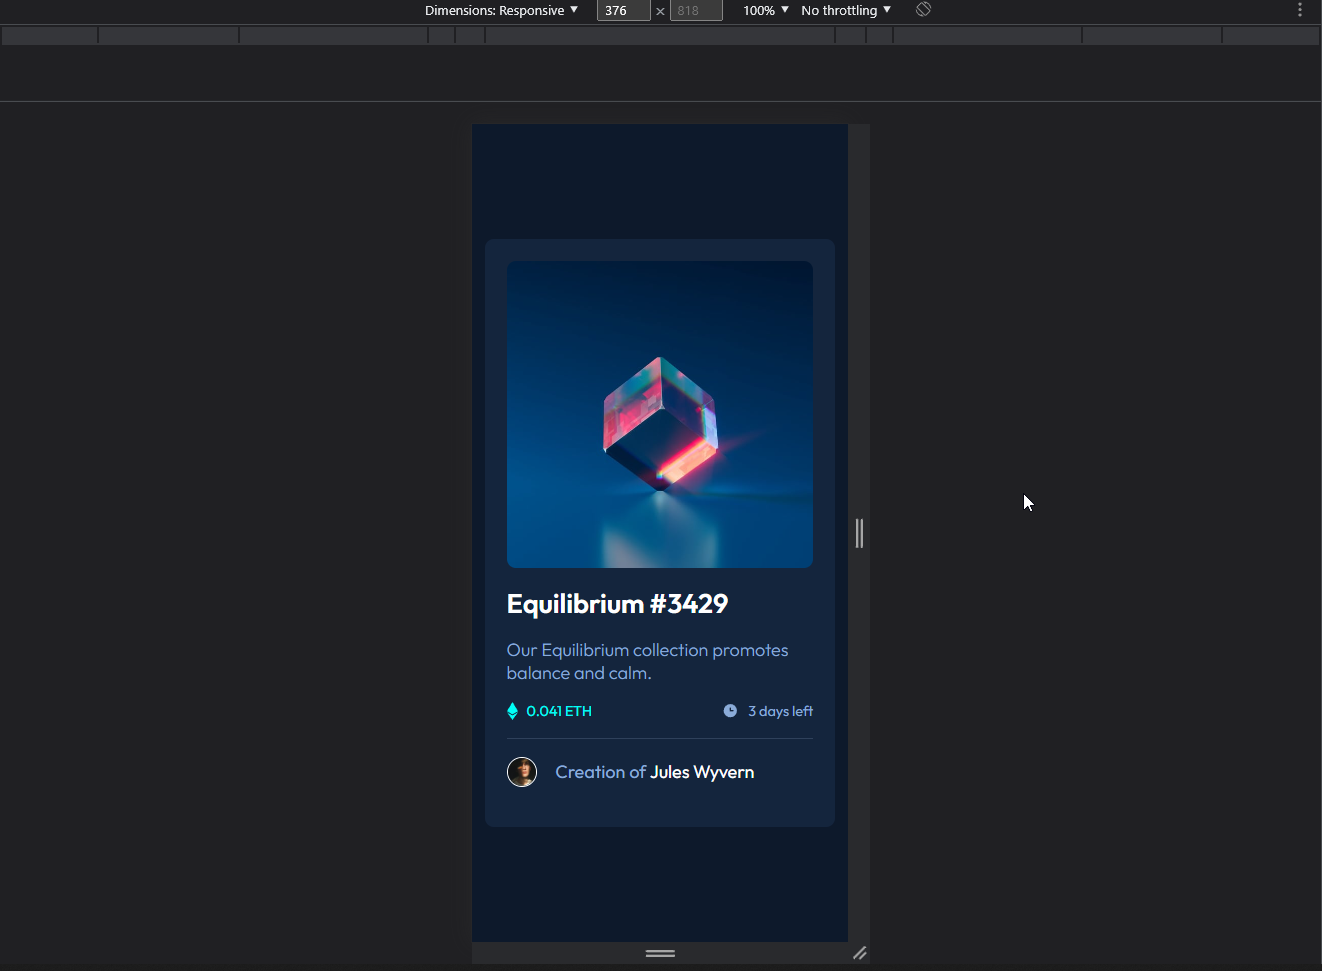 Dimensions: Responsive ▼ 376 × 818 100% ▼ No throttling ▼
Equilibrium #3429
Our Equilibrium collection promotes
balance and calm.
0.041 ETH 3 days left
Creation of Jules Wyvern